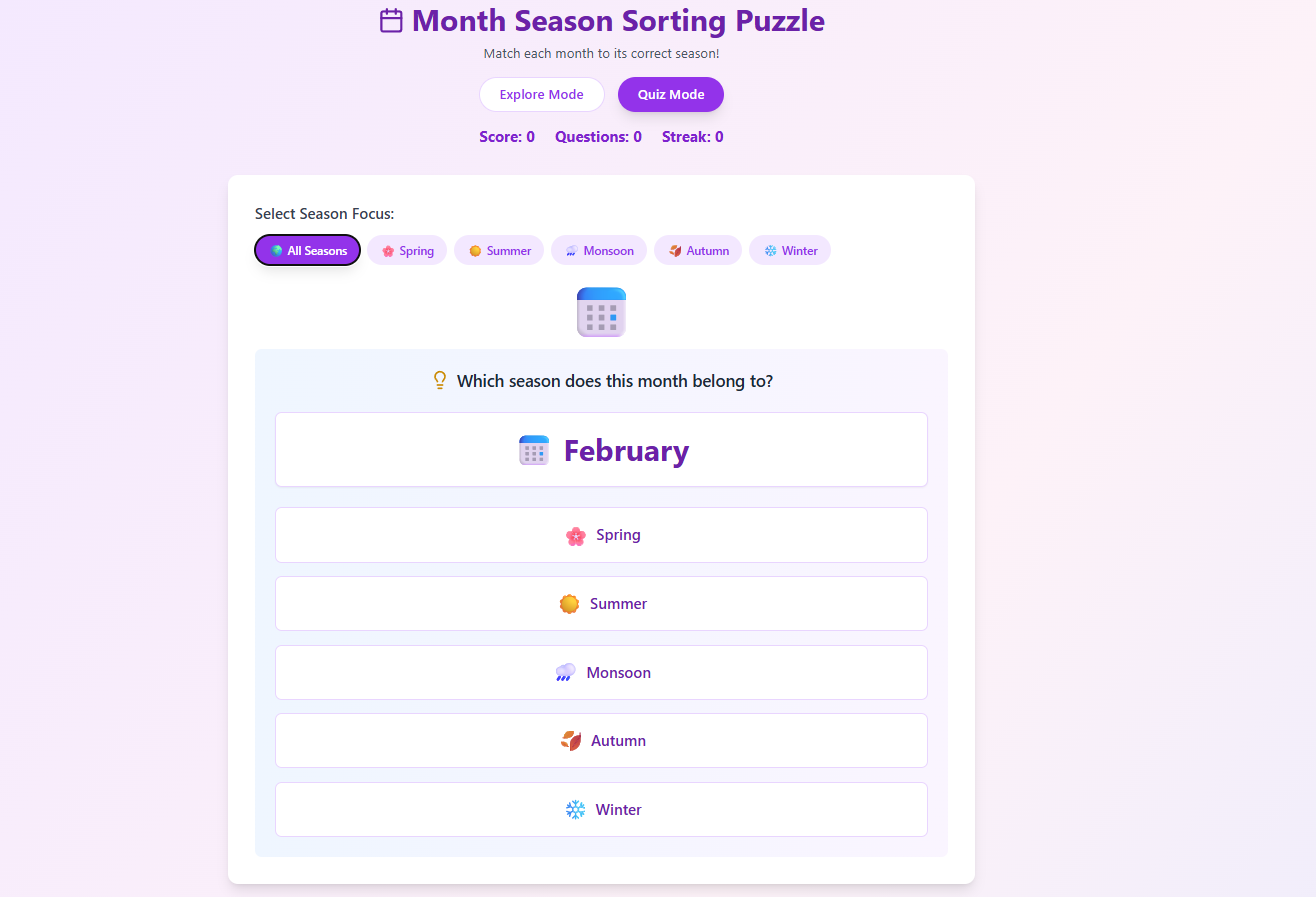 Month Season Sorting Puzzle
Match each month to its correct season!
Explore Mode Quiz Mode
Score: 0 Questions: 0 Streak: 0
Select Season Focus:
All Seasons Spring Summer Monsoon Autumn Winter
Which season does this month belong to?
February
Spring
Summer
Monsoon
Autumn
Winter